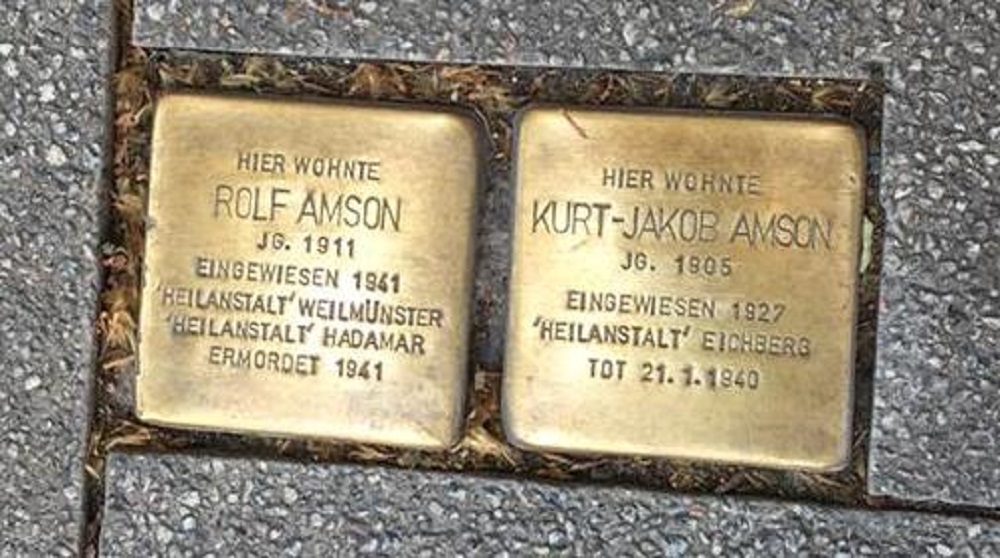 HIER WOHNTE
ROLF AMSON
JG. 1911
EINGEWIESEN 1941
'HEILANSTALT' WEILMÜNSTER
'HEILANSTALT' HADAMAR
ERMORDET 1941
HIER WOHNTE
KURT-JAKOB AMSON
JG. 1905
EINGEWIESEN 1927
'HEILANSTALT' EICHBERG
TOT 21.1.1940